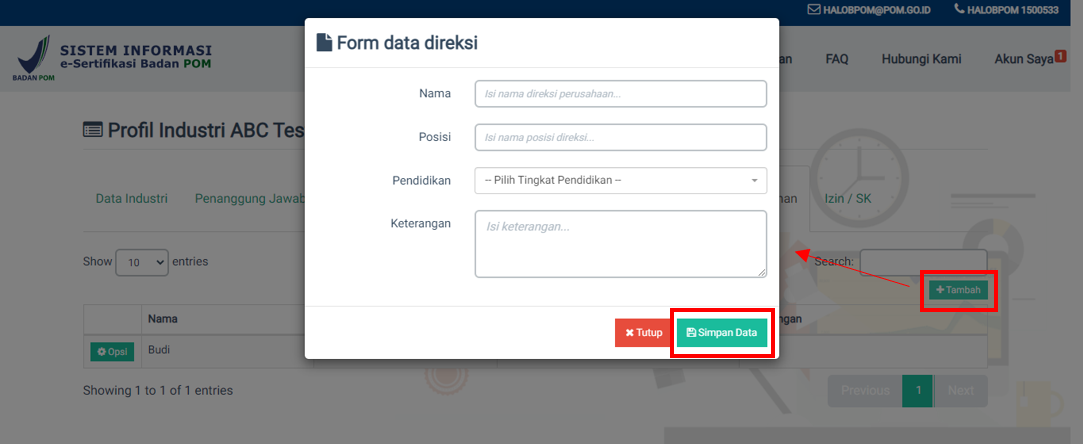 HALOBPOM@POM.GO.ID HALOBPOM 1500533
SISTEM INFORMASI
e-Sertifikasi Badan POM
BADAN POM
an FAQ Hubungi Kami Akun Saya 1
Form data direksi
Nama Isi nama direksi perusahaan...
Posisi Isi nama posisi direksi...
Pendidikan -- Pilih Tingkat Pendidikan --
Keterangan Isi keterangan...
Tutup Simpan Data
Profil Industri ABC Tes
Data Industri Penanggung Jawab nan Izin / SK
Show 10 entries Search:
Tambah
Nama ngan
Opsi Budi
Showing 1 to 1 of 1 entries Previous 1 Next